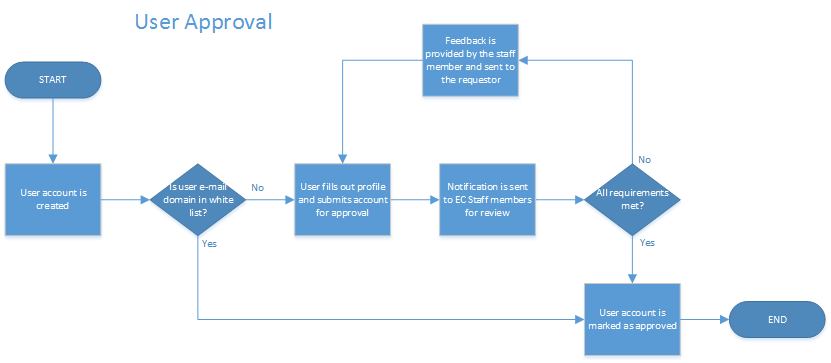 User Approval
Feedback is
provided by the staff
member and sent to
the requestor
START
No
User account is
created
Is user e-mail
domain in white
list?
No
User fills out profile
and submits account
for approval
Notification is sent
to EC Staff members
for review
All requirements
met?
Yes
Yes
User account is
marked as approved
END